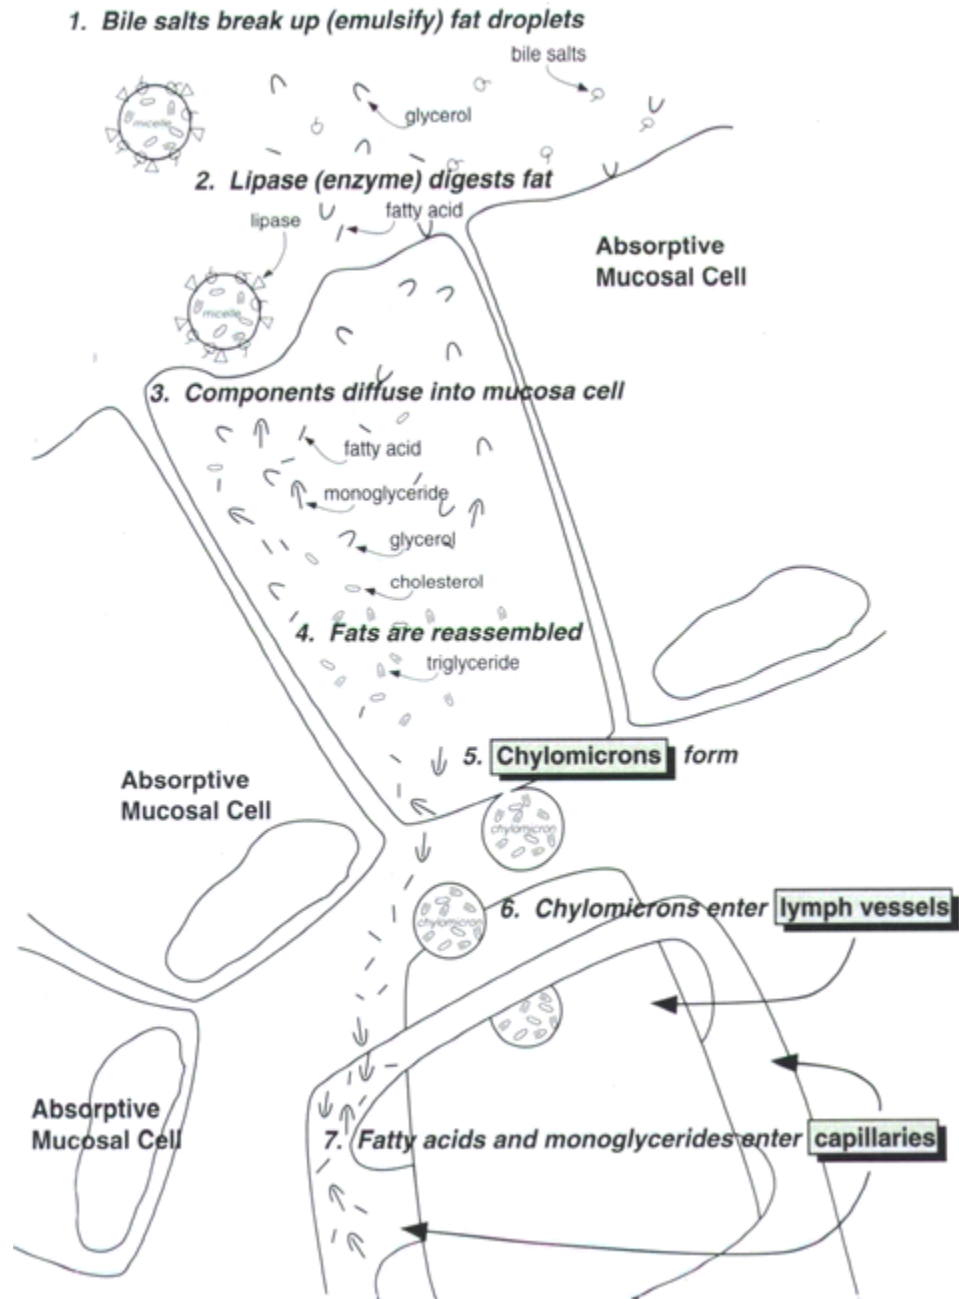 1. Bile salts break up (emulsify) fat droplets
bile salts
glycerol
micelle
2. Lipase (enzyme) digests fat
lipase
fatty acid
Absorptive
Mucosal Cell
micelle
3. Components diffuse into mucosa cell
fatty acid
monoglyceride
glycerol
cholesterol
4. Fats are reassembled
triglyceride
5. Chylomicrons form
Absorptive
Mucosal Cell
chylomicron
6. Chylomicrons enter lymph vessels
chylomicron
Absorptive
Mucosal Cell
7. Fatty acids and monoglycerides enter capillaries